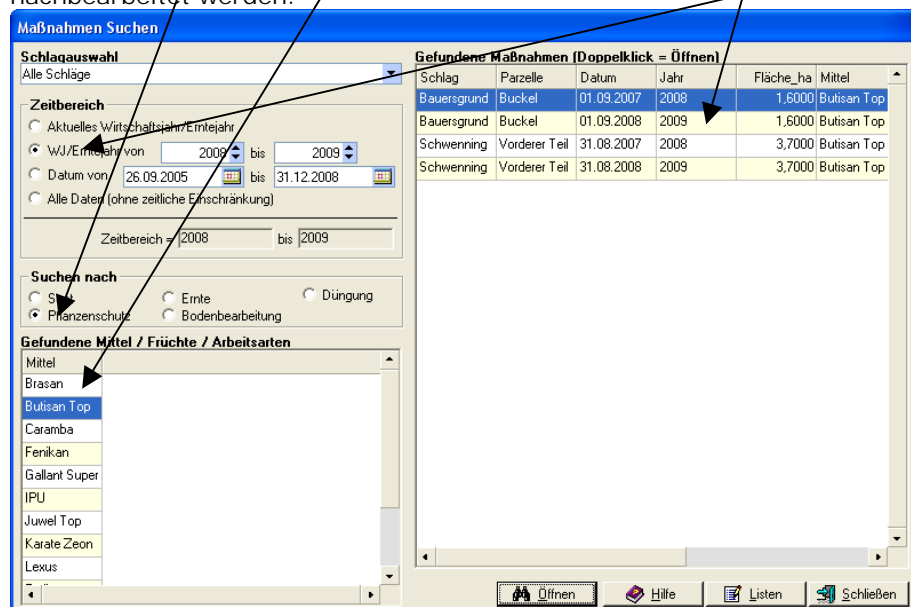 nachbearbeitet werden.
Maßnahmen Suchen
Schlagauswahl
Alle Schläge
Zeitbereich
Aktuelles Wirtschaftsjahr/Erntejahr
WJ/Erntejahr von 2008 bis 2009
Datum von 26.09.2005 bis 31.12.2008
Alle Daten (ohne zeitliche Einschränkung)
Zeitbereich = 2008 bis 2009
Suchen nach
Saat Ernte Düngung
Pflanzenschutz Bodenbearbeitung
Gefundene Mittel / Früchte / Arbeitsarten
Mittel
Brasan
Butisan Top
Caramba
Fenikan
Gallant Super
IPU
Juwel Top
Karate Zeon
Lexus
Gefundene Maßnahmen (Doppelklick = Öffnen)
Schlag Parzelle Datum Jahr Fläche_ha Mittel
Bauersgrund Buckel 01.09.2007 2008 1,6000 Butisan Top
Bauersgrund Buckel 01.09.2008 2009 1,6000 Butisan Top
Schwenning Vorderer Teil 31.08.2007 2008 3,7000 Butisan Top
Schwenning Vorderer Teil 31.08.2008 2009 3,7000 Butisan Top
Öffnen Hilfe Listen Schließen